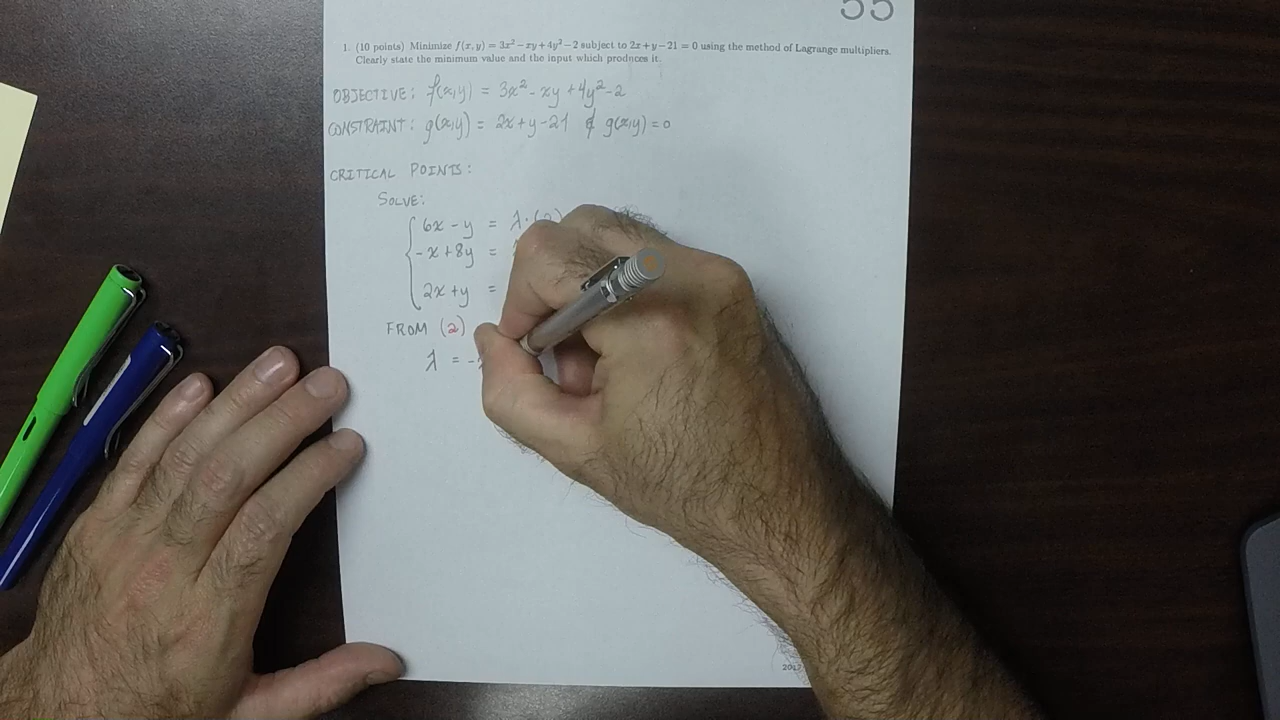 55
1. (10 points) Minimize f(x, y) = 3x² − xy + 4y² − 2 subject to 2x + y − 21 = 0 using the method of Lagrange multipliers.
Clearly state the minimum value and the input which produces it.
OBJECTIVE: f(x,y) = 3x² - xy + 4y² - 2
CONSTRAINT: g(x,y) = 2x + y - 21 & g(x,y) = 0
CRITICAL POINTS:
SOLVE:
6x - y = λ · (2)
-x + 8y =
2x + y =
FROM (2)
λ = -